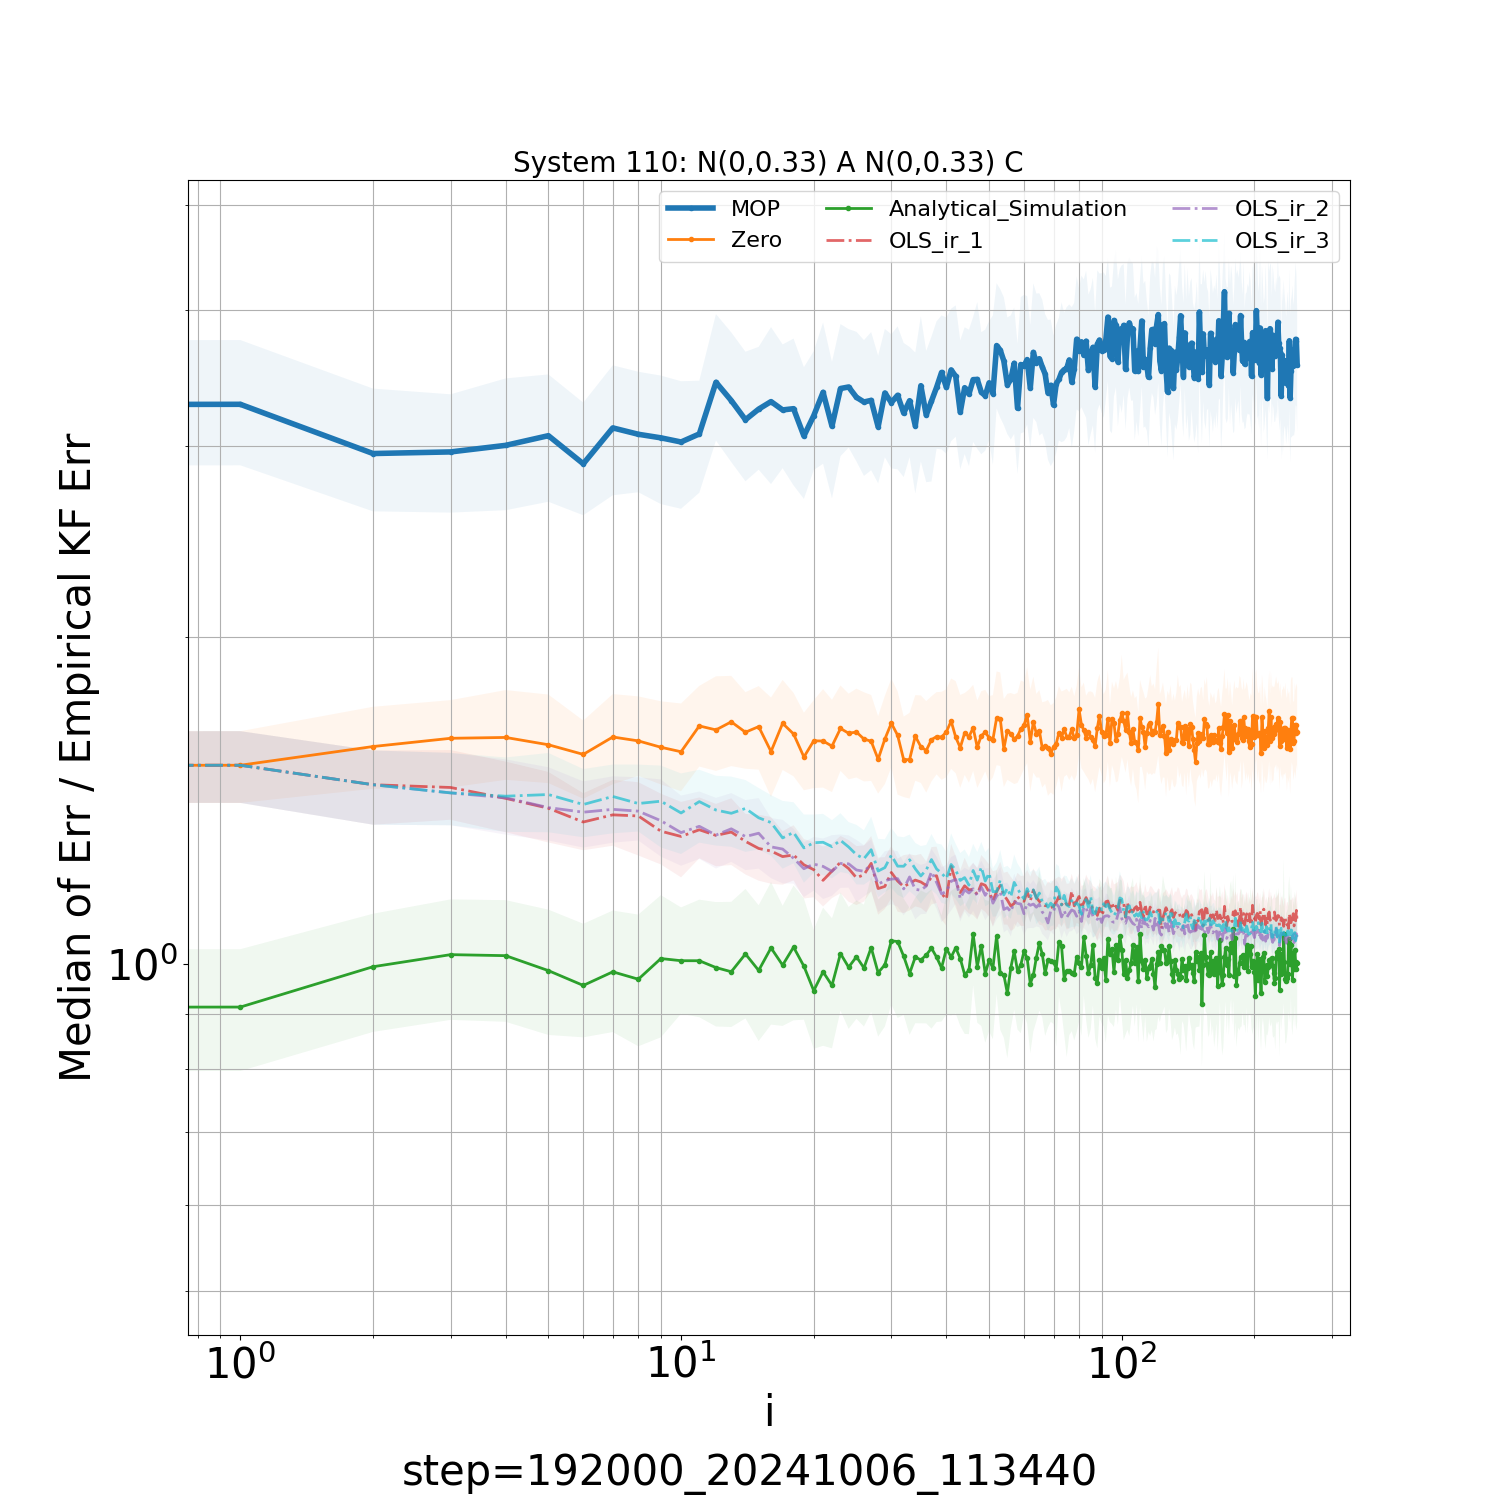 System 110: N(0,0.33) A N(0,0.33) C
MOP
Zero
Analytical_Simulation
OLS_ir_1
OLS_ir_2
OLS_ir_3
Median of Err / Empirical KF Err
10⁰
10⁰
10¹
10²
i
step=192000_20241006_113440